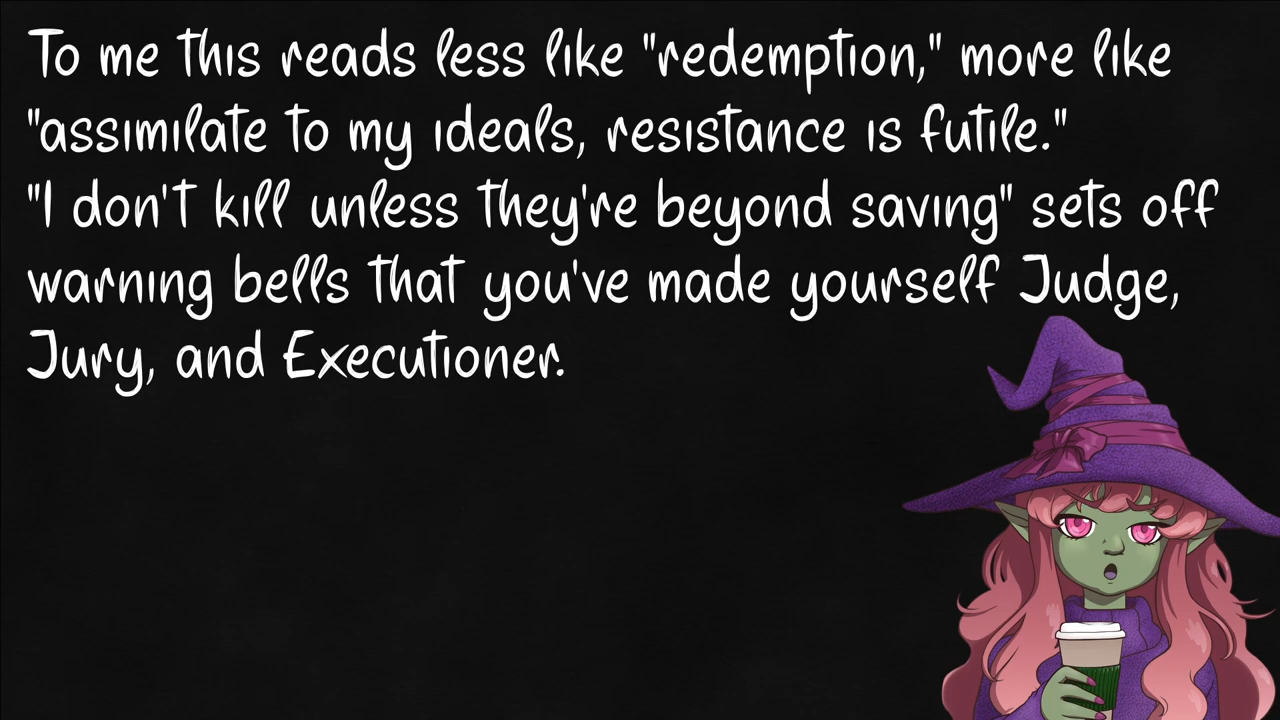 To me this reads less like "redemption," more like
"assimilate to my ideals, resistance is futile."
"I don't kill unless they're beyond saving" sets off
warning bells that you've made yourself Judge,
Jury, and Executioner.